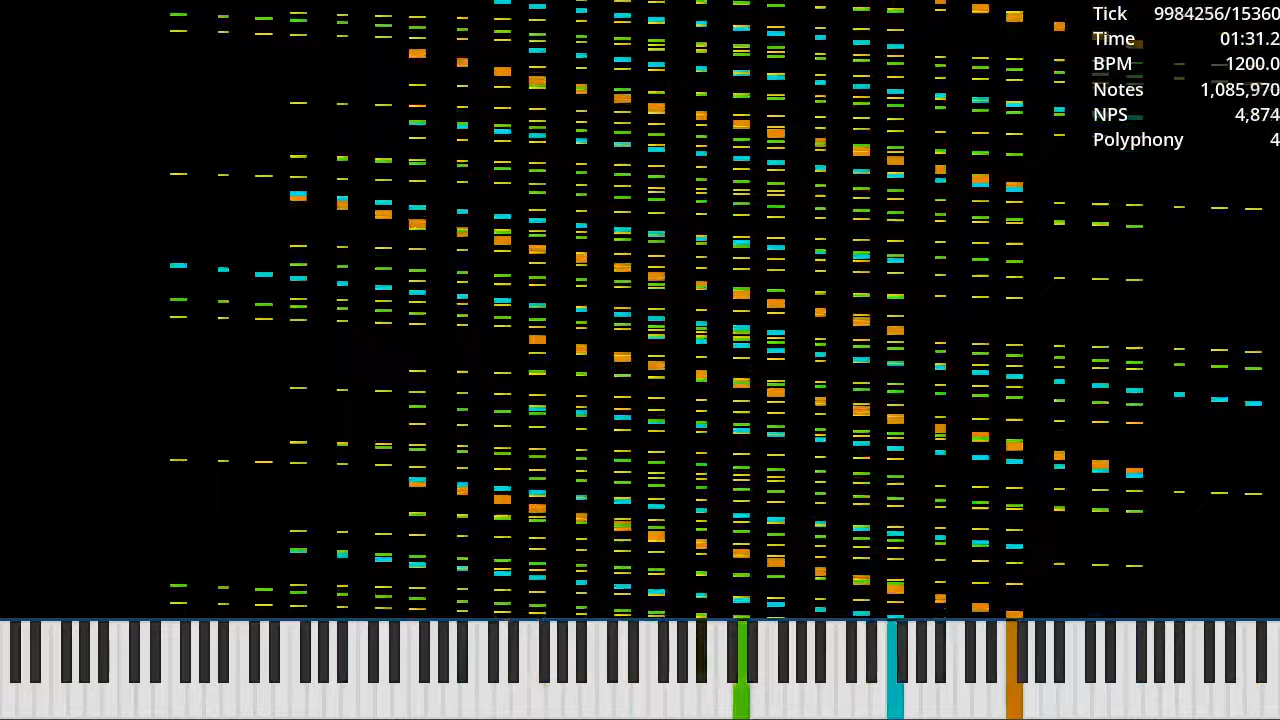 Tick 9984256/15360
Time 01:31.2
BPM 1200.0
Notes 1,085,970
NPS 4,874
Polyphony 4